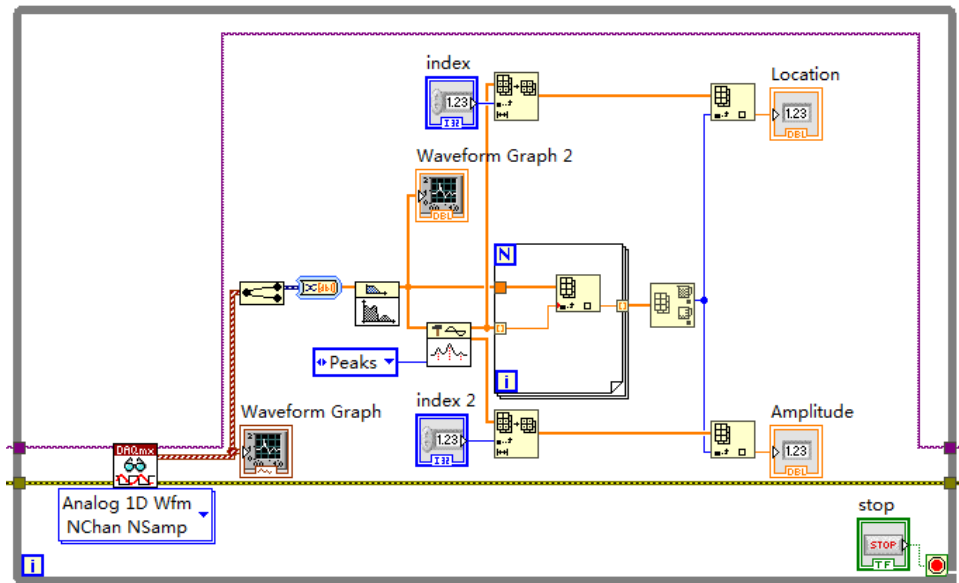 index
1.23
I32
Location
1.23
DBL
Waveform Graph 2
DBL
N
Peaks
i
index 2
1.23
I32
Amplitude
1.23
DBL
Waveform Graph
DAQmx
Analog 1D Wfm
NChan NSamp
stop
STOP
TF
i